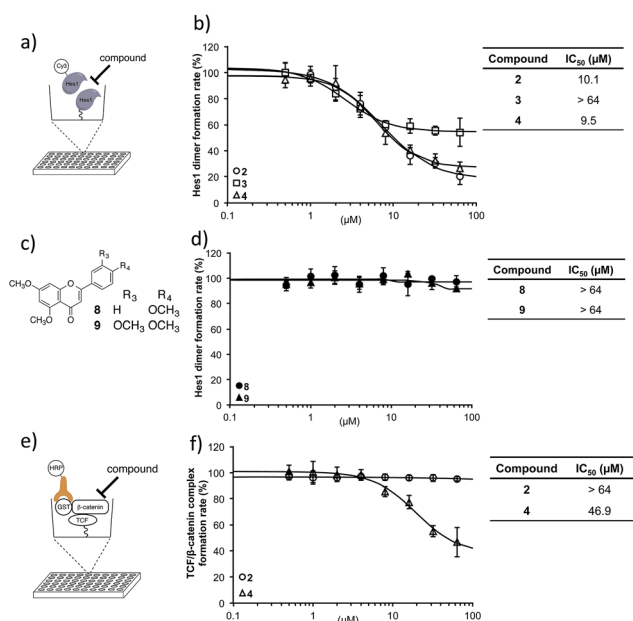 a)
compound
Cy3
Hes1
Hes1
b)
Hes1 dimer formation rate (%)
120
100
80
60
40
20
0
0.1
1
10
100
(μM)
2
3
4
Compound IC50 (μM)
2 10.1
3 > 64
4 9.5
c)
R3
R4
CH3O
O
CH3O
O
R3 R4
8 H OCH3
9 OCH3 OCH3
d)
Hes1 dimer formation rate (%)
120
100
80
60
40
20
0
0.1
1
10
100
(μM)
8
9
Compound IC50 (μM)
8 > 64
9 > 64
e)
HRP
compound
GST
β-catenin
TCF
f)
TCF/β-catenin complex
formation rate (%)
120
100
80
60
40
20
0
0.1
1
10
100
(μM)
2
4
Compound IC50 (μM)
2 > 64
4 46.9